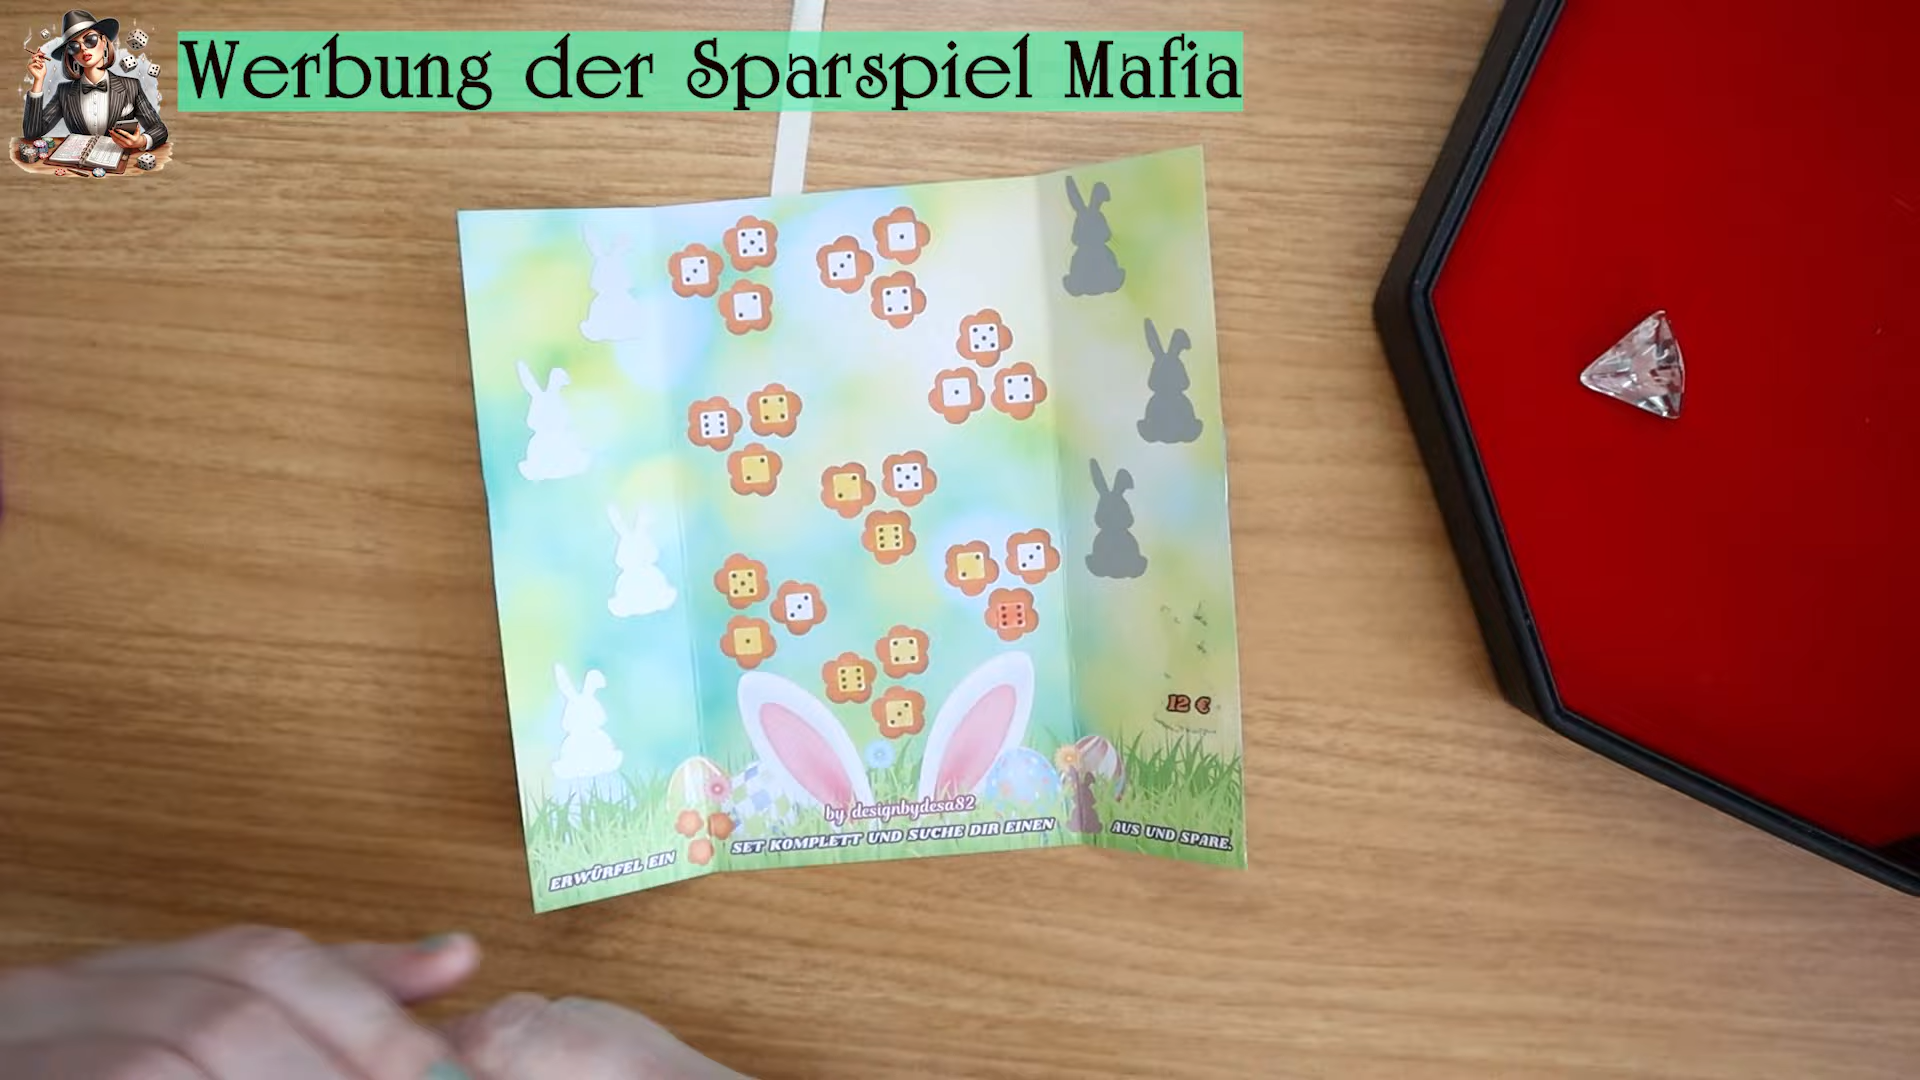 Werbung der Sparspiel Mafia
12 €
by designbydesa82
ERWÜRFEL EIN SET KOMPLETT UND SUCHE DIR EINEN AUS UND SPARE.